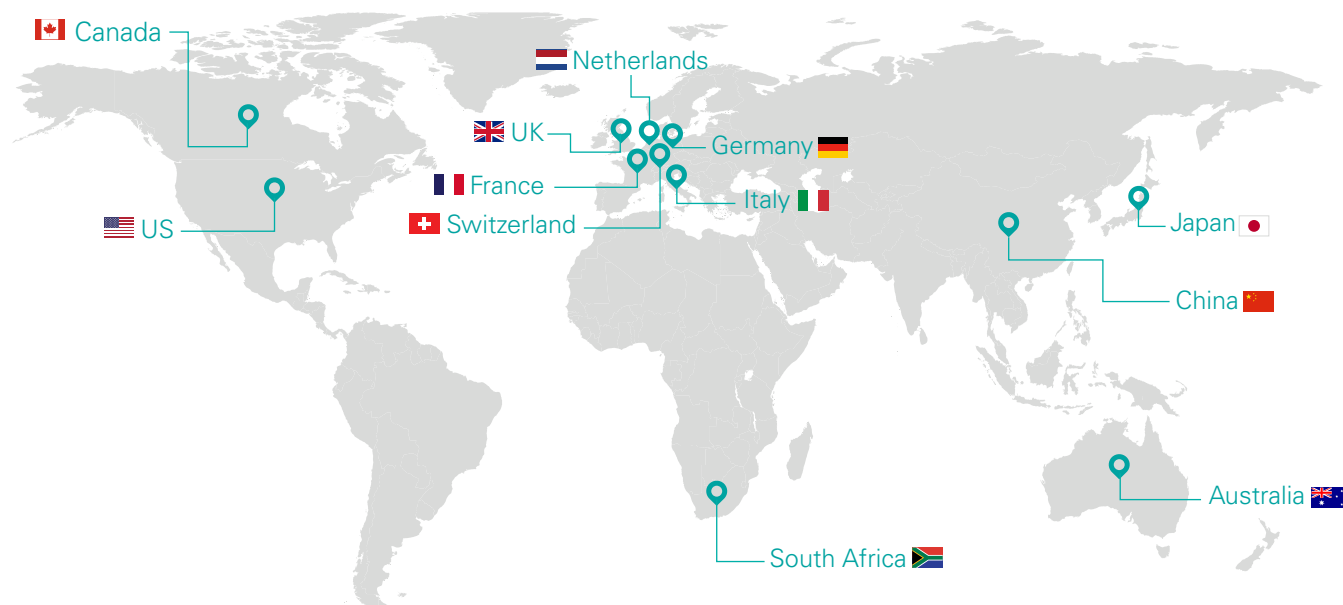 Canada
Netherlands
UK
Germany
France
Italy
Switzerland
US
Japan
China
Australia
South Africa